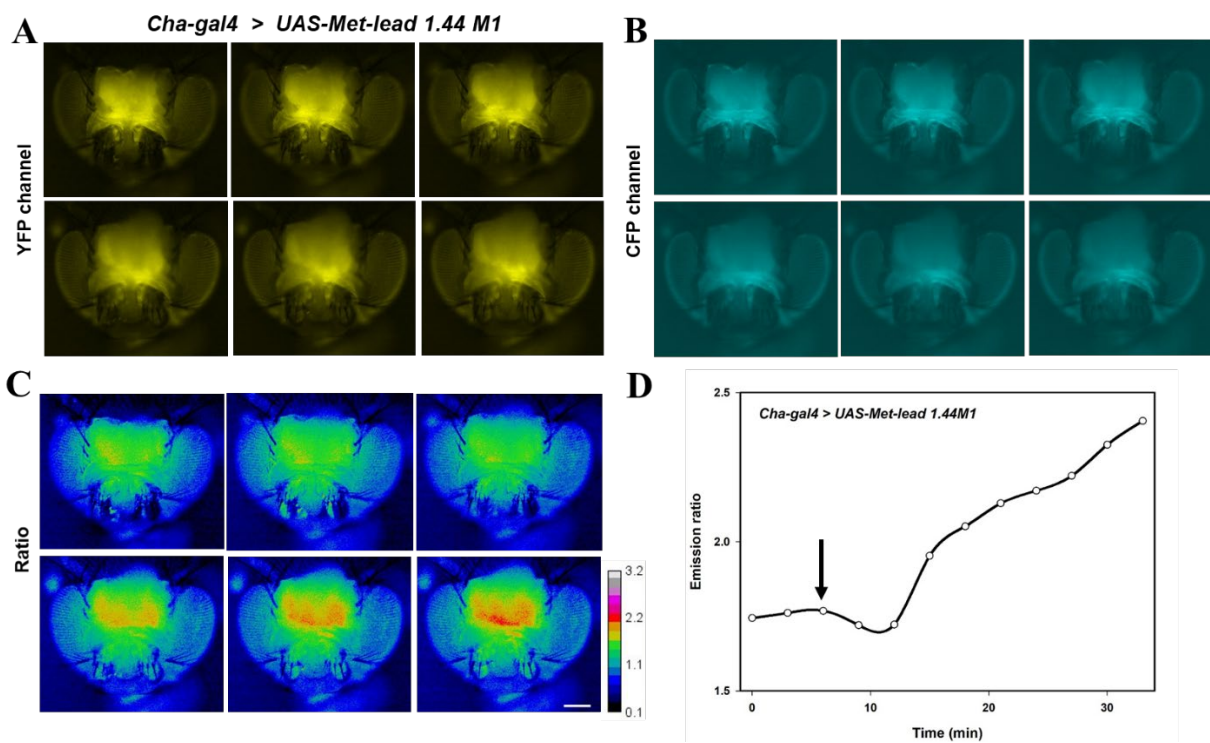 A
Cha-gal4 > UAS-Met-lead 1.44 M1
YFP channel
B
CFP channel
C
Ratio
3.2
2.2
1.1
0.1
D
Cha-gal4 > UAS-Met-lead 1.44M1
Emission ratio
2.5
2.0
1.5
0
10
20
30
Time (min)